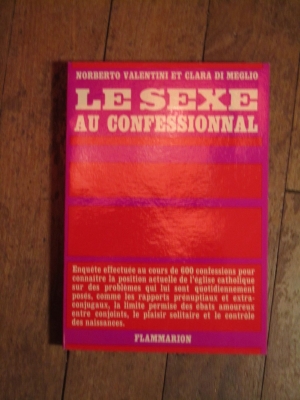 NORBERTO VALENTINI ET CLARA DI MEGLIO
LE SEXE
AU CONFESSIONNAL
Enquête effectuée au cours de 600 confessions pour
connaître la position actuelle de l'église catholique
sur des problèmes qui lui sont quotidiennement
posés, comme les rapports prénuptiaux et extra-
conjugaux, la limite permise des ébats amoureux
entre conjoints, le plaisir solitaire et le contrôle
des naissances.
FLAMMARION